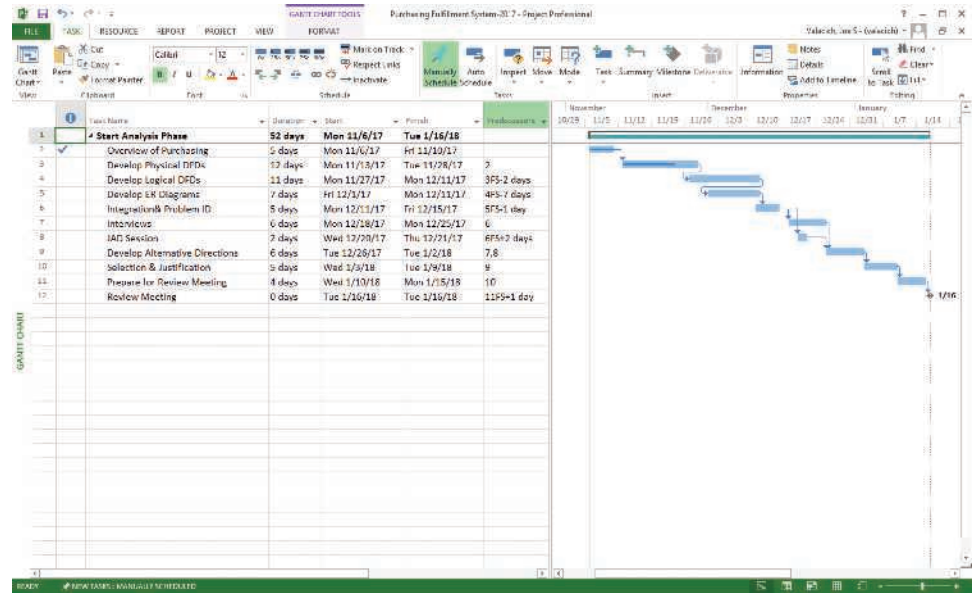 GANTT CHART TOOLS
Purchasing Fulfillment System-2017 - Project Professional
FILE TASK RESOURCE REPORT PROJECT VIEW FORMAT
Valacich, Joe S - (valacich)
Gantt Chart
View
Paste
Cut
Copy
Format Painter
Clipboard
Calibri 12
B I U
Font
Mark on Track
Respect Links
Inactivate
Schedule
Manually Schedule
Auto Schedule
Inspect Move Mode
Tasks
Task Summary Milestone Deliverable
Insert
Information
Notes
Details
Add to Timeline
Properties
Scroll to Task
Find
Clear
Fill
Editing
Task Name Duration Start Finish Predecessors
November December January
10/29 11/5 11/12 11/19 11/26 12/3 12/10 12/17 12/24 12/31 1/7 1/14
1 Start Analysis Phase 52 days Mon 11/6/17 Tue 1/16/18
2 Overview of Purchasing 5 days Mon 11/6/17 Fri 11/10/17
3 Develop Physical DFDs 12 days Mon 11/13/17 Tue 11/28/17 2
4 Develop Logical DFDs 11 days Mon 11/27/17 Mon 12/11/17 3FS-2 days
5 Develop ER Diagrams 7 days Fri 12/1/17 Mon 12/11/17 4FS-7 days
6 Integration& Problem ID 5 days Mon 12/11/17 Fri 12/15/17 5FS-1 day
7 Interviews 6 days Mon 12/18/17 Mon 12/25/17 6
8 JAD Session 2 days Wed 12/20/17 Thu 12/21/17 6FS+2 days
9 Develop Alternative Directions 6 days Tue 12/26/17 Tue 1/2/18 7,8
10 Selection & Justification 5 days Wed 1/3/18 Tue 1/9/18 9
11 Prepare for Review Meeting 4 days Wed 1/10/18 Mon 1/15/18 10
12 Review Meeting 0 days Tue 1/16/18 Tue 1/16/18 11FS+1 day
1/16
GANTT CHART
READY NEW TASKS : MANUALLY SCHEDULED